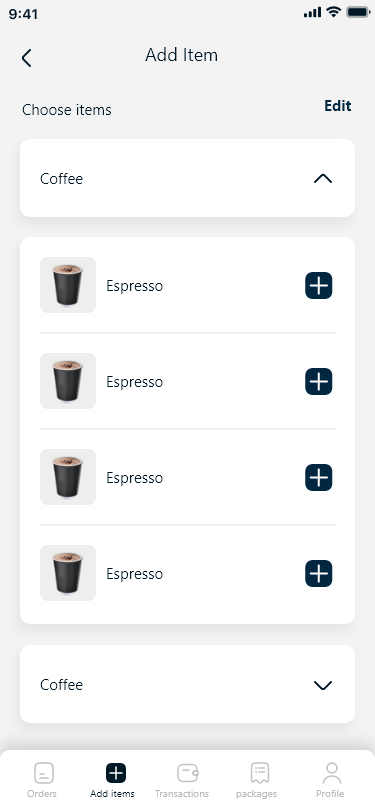 9:41
Add Item
Choose items
Edit
Coffee
Espresso
Espresso
Espresso
Espresso
Coffee
Orders
Add items
Transactions
packages
Profile